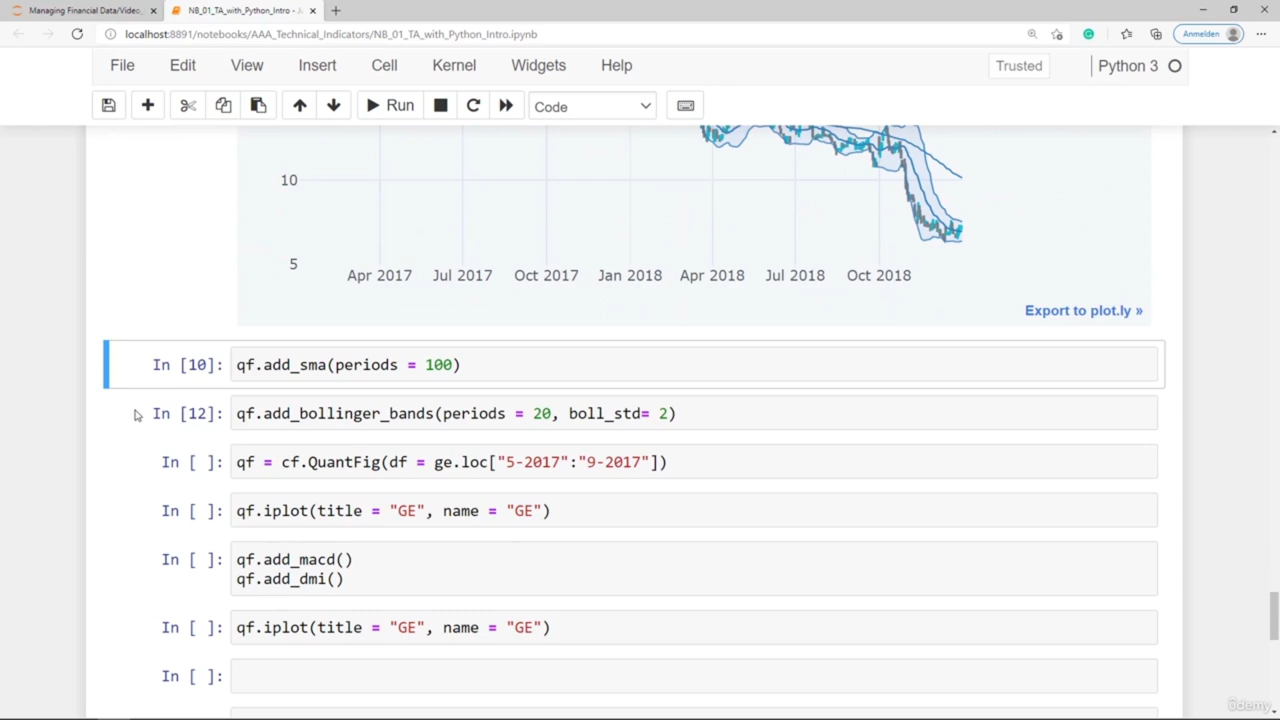 Managing Financial Data/Video_
NB_01_TA_with_Python_Intro - J
localhost:8891/notebooks/AAA_Technical_Indicators/NB_01_TA_with_Python_Intro.ipynb
Anmelden
File Edit View Insert Cell Kernel Widgets Help Trusted Python 3
Run Code
10
5
Apr 2017 Jul 2017 Oct 2017 Jan 2018 Apr 2018 Jul 2018 Oct 2018
Export to plot.ly »
In [10]: qf.add_sma(periods = 100)
In [12]: qf.add_bollinger_bands(periods = 20, boll_std= 2)
In [ ]: qf = cf.QuantFig(df = ge.loc["5-2017":"9-2017"])
In [ ]: qf.iplot(title = "GE", name = "GE")
In [ ]: qf.add_macd()
qf.add_dmi()
In [ ]: qf.iplot(title = "GE", name = "GE")
In [ ]:
Udemy